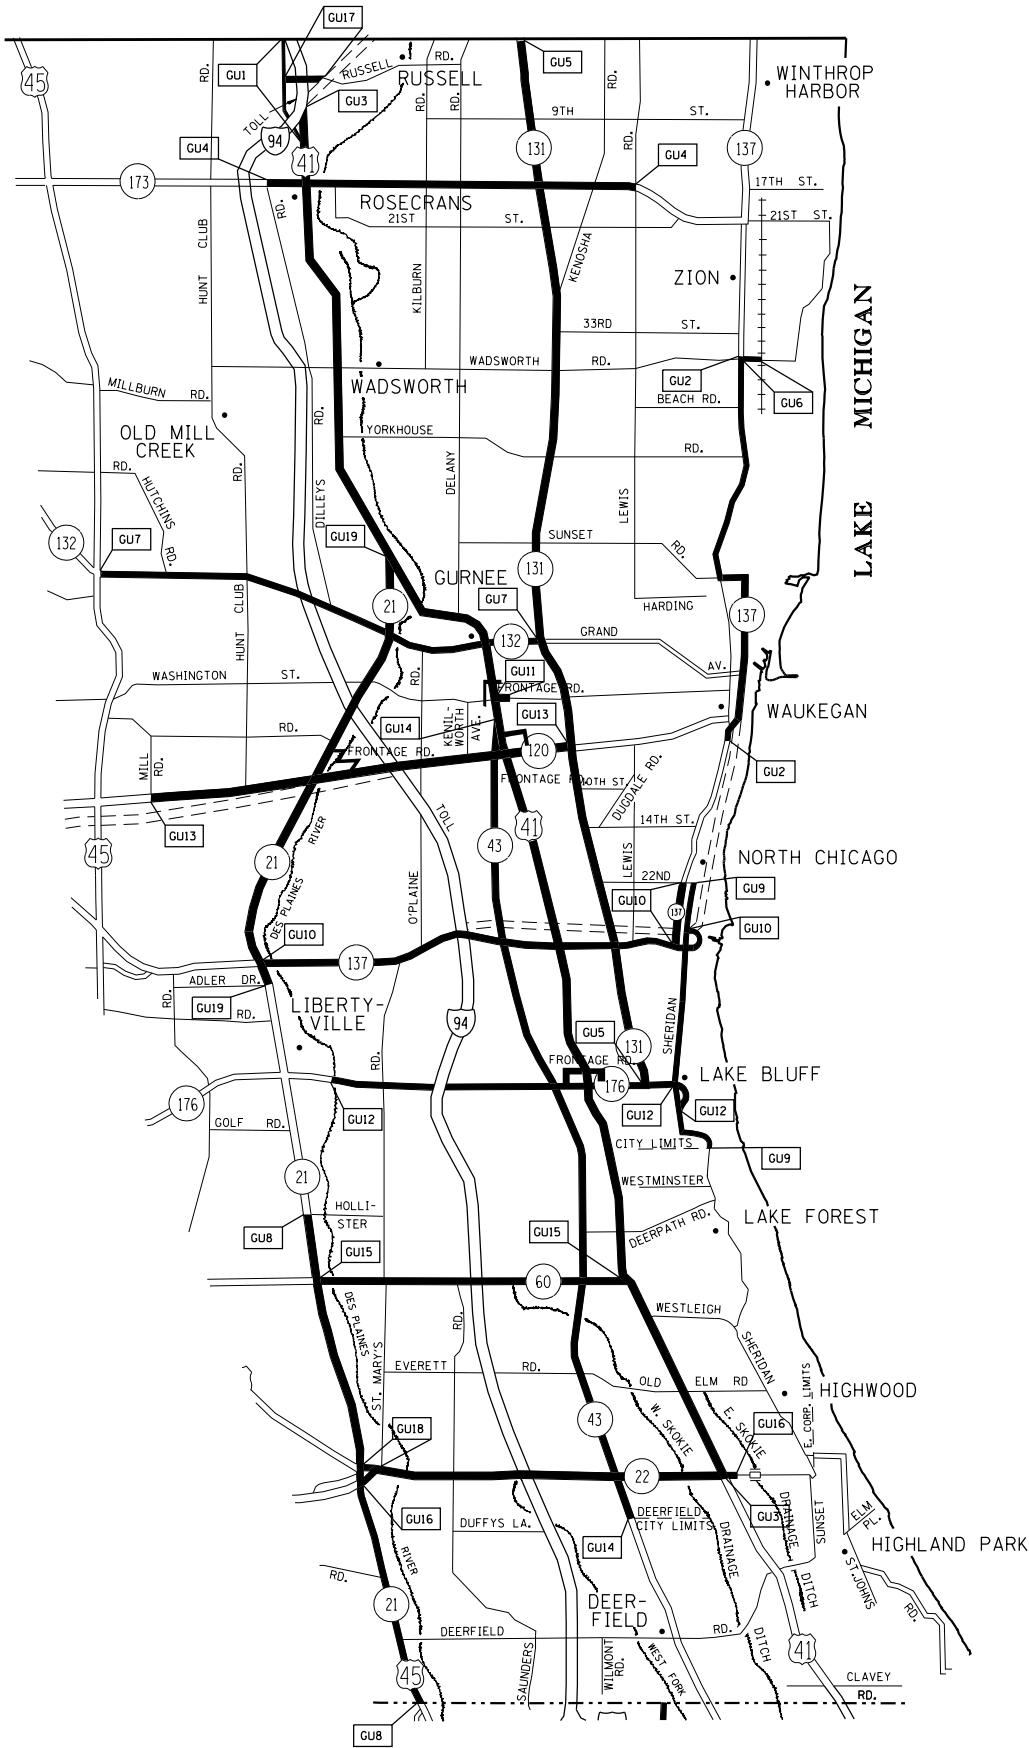 GU17
45
RD.
GU1
RUSSELL
RD.
RUSSELL
GU5
RD.
WINTHROP
HARBOR
GU3
RD.
RD.
TOLL
94
9TH
ST.
GU4
41
131
RD.
GU4
137
173
17TH ST.
RD.
ROSECRANS
21ST
ST.
21ST ST.
HUNT CLUB
KILBURN
KENOSHA
ZION
33RD
ST.
LAKE MICHIGAN
WADSWORTH
RD.
MILLBURN
RD.
WADSWORTH
GU2
GU6
BEACH RD.
RD.
OLD MILL
CREEK
YORKHOUSE
RD.
RD.
RD.
HUTCHINS
RD.
DILLEYS
DELANY
LEWIS
132
GU7
GU19
SUNSET
RD.
131
GURNEE
GU7
HARDING
HUNT CLUB
21
137
132
GRAND
AV.
WASHINGTON
ST.
RD.
GU11
FRONTAGE RD.
GU14
KENIL-
WORTH
AVE.
GU13
WAUKEGAN
RD.
FRONTAGE RD.
120
MILL
RD.
FRONTAGE RD.
10TH ST.
DUGDALE RD.
GU2
GU13
TOLL
41
14TH ST.
45
RIVER
43
21
NORTH CHICAGO
LEWIS
22ND
GU9
DES PLAINES
O'PLAINE
GU10
137
GU10
GU10
137
ADLER DR.
RD.
GU19
RD.
LIBERTY-
VILLE
94
GU5
SHERIDAN
RD.
FRONTAGE RD.
131
176
LAKE BLUFF
176
GU12
GU12
GU12
GOLF RD.
CITY LIMITS
GU9
21
WESTMINSTER
HOLLI-
STER
LAKE FOREST
GU8
GU15
GU15
DEERPATH RD.
60
DES PLAINES
RD.
WESTLEIGH
ST. MARY'S
SHERIDAN
EVERETT
RD.
OLD ELM RD
E. CORP. LIMITS
HIGHWOOD
43
W. SKOKIE
E. SKOKIE
GU16
GU18
22
GU16
GU3
DRAINAGE
SUNSET
ELM
PL.
DUFFYS LA.
DEERFIELD
CITY LIMITS
GU14
DRAINAGE
HIGHLAND PARK
RIVER
RD.
ST.JOHNS
RD.
DITCH
21
DEER-
FIELD
DEERFIELD
RD.
DITCH
45
SAUNDERS
WILMONT
RD.
WEST FORK
41
CLAVEY
RD.
GU8